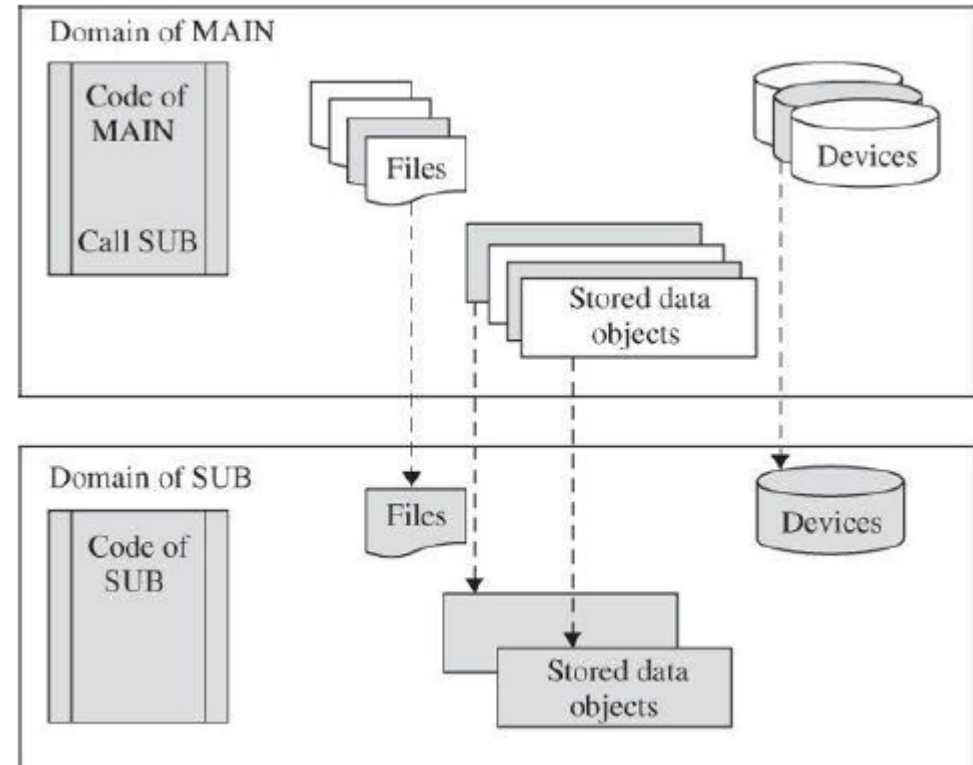 Domain of MAIN
Code of
MAIN
Call SUB
Files
Devices
Stored data
objects
Domain of SUB
Code of
SUB
Files
Devices
Stored data
objects